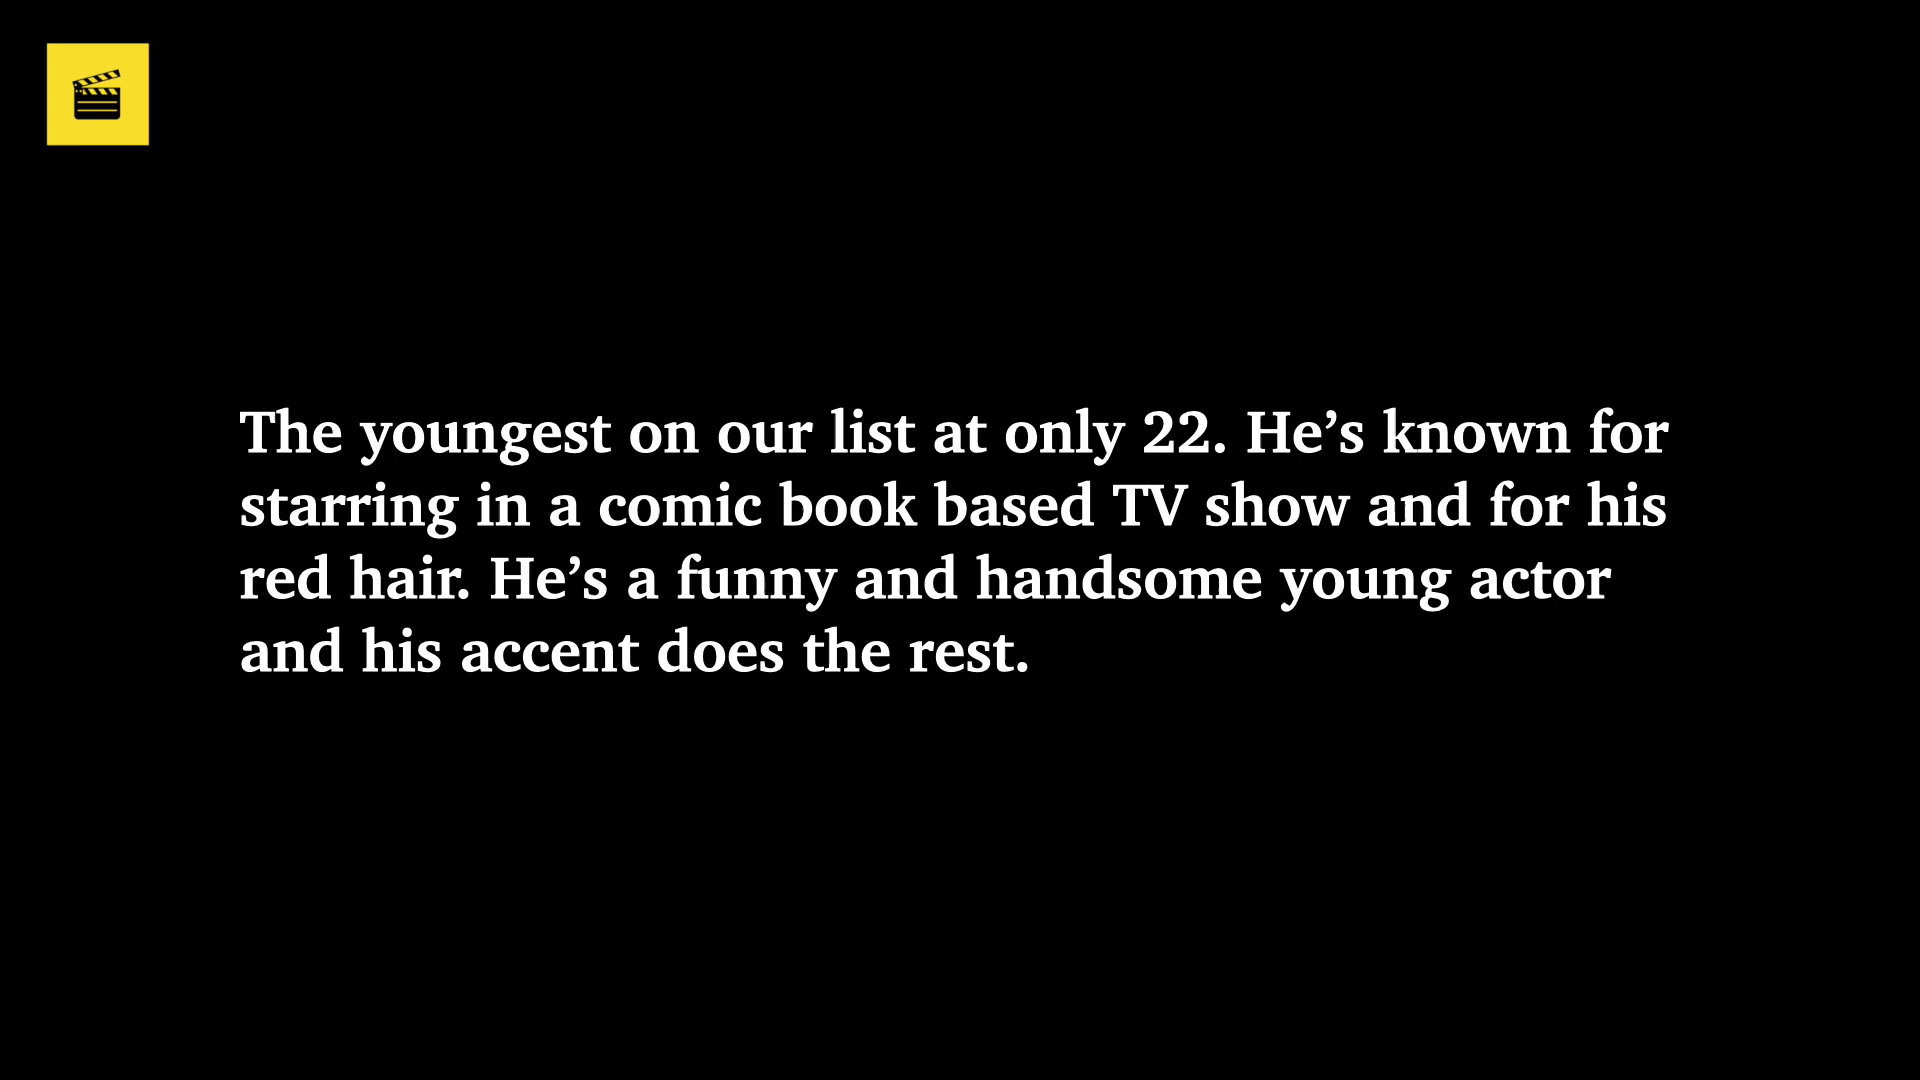 The youngest on our list at only 22. He’s known for
starring in a comic book based TV show and for his
red hair. He’s a funny and handsome young actor
and his accent does the rest.